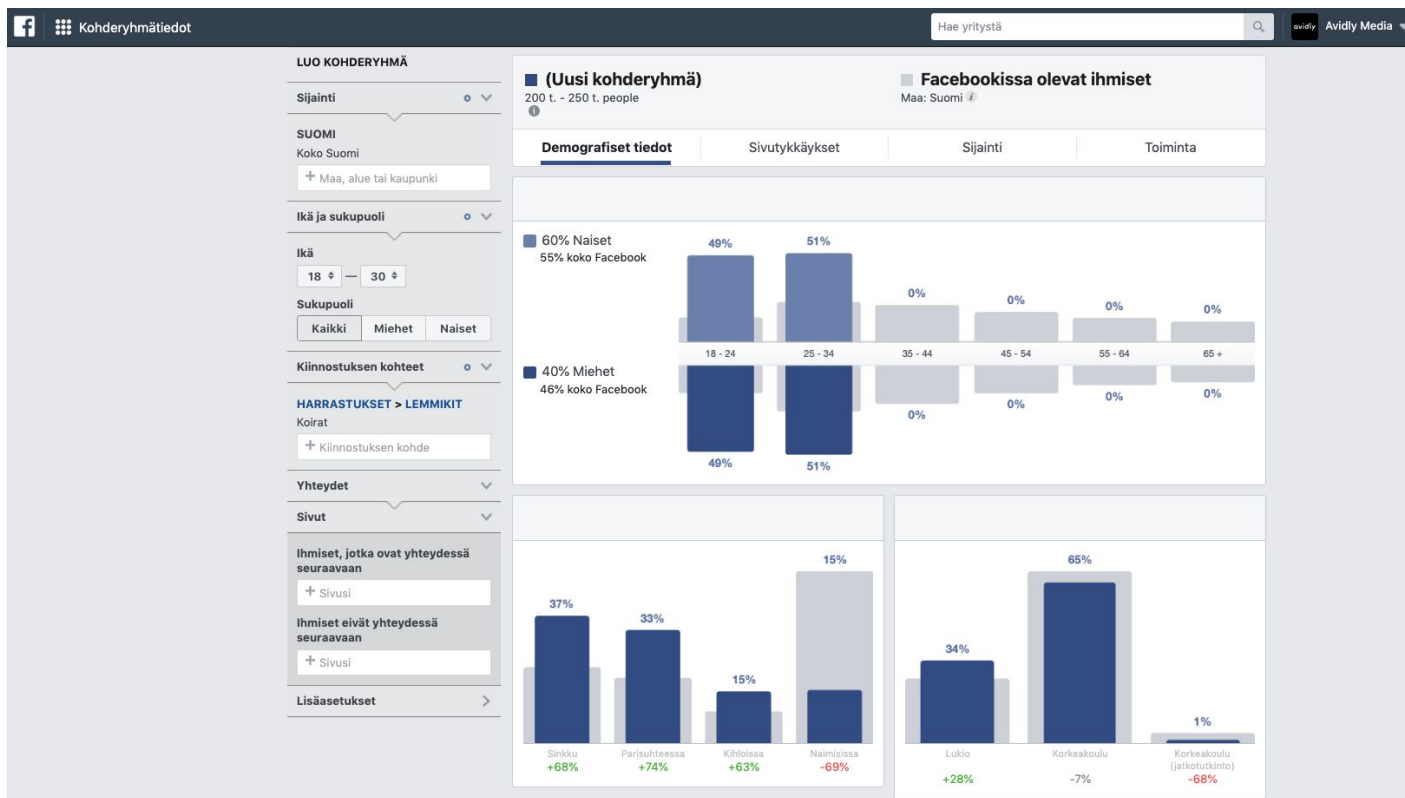 Kohderyhmätiedot
Hae yritystä
avidly
Avidly Media
LUO KOHDERYHMÄ
Sijainti
SUOMI
Koko Suomi
+ Maa, alue tai kaupunki
Ikä ja sukupuoli
Ikä
18 — 30
Sukupuoli
Kaikki Miehet Naiset
Kiinnostuksen kohteet
HARRASTUKSET > LEMMIKIT
Koirat
+ Kiinnostuksen kohde
Yhteydet
Sivut
Ihmiset, jotka ovat yhteydessä
seuraavaan
+ Sivusi
Ihmiset eivät yhteydessä
seuraavaan
+ Sivusi
Lisäasetukset
(Uusi kohderyhmä)
200 t. - 250 t. people
Facebookissa olevat ihmiset
Maa: Suomi
Demografiset tiedot Sivutykkäykset Sijainti Toiminta
60% Naiset
55% koko Facebook
49% 51% 0% 0% 0% 0%
18 - 24 25 - 34 35 - 44 45 - 54 55 - 64 65 +
40% Miehet
46% koko Facebook
49% 51% 0% 0% 0% 0%
37% 33% 15% 15%
Sinkku Parisuhteessa Kihloissa Naimisissa
+68% +74% +63% -69%
34% 65% 1%
Lukio Korkeakoulu Korkeakoulu
(jatkotutkinto)
+28% -7% -68%